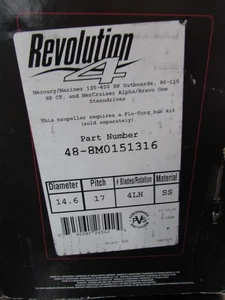 Revolution
4
Mercury/Mariner 135-400 HP Outboards, 90-115
HP CT, and MerCruiser Alpha/Bravo One
Sterndrives
This propeller requires a Flo-Torq hub kit
(sold separately)
Part Number
48-8M0151316
Diameter Pitch # Blades/Rotation Material
14.6 17 4LH SS